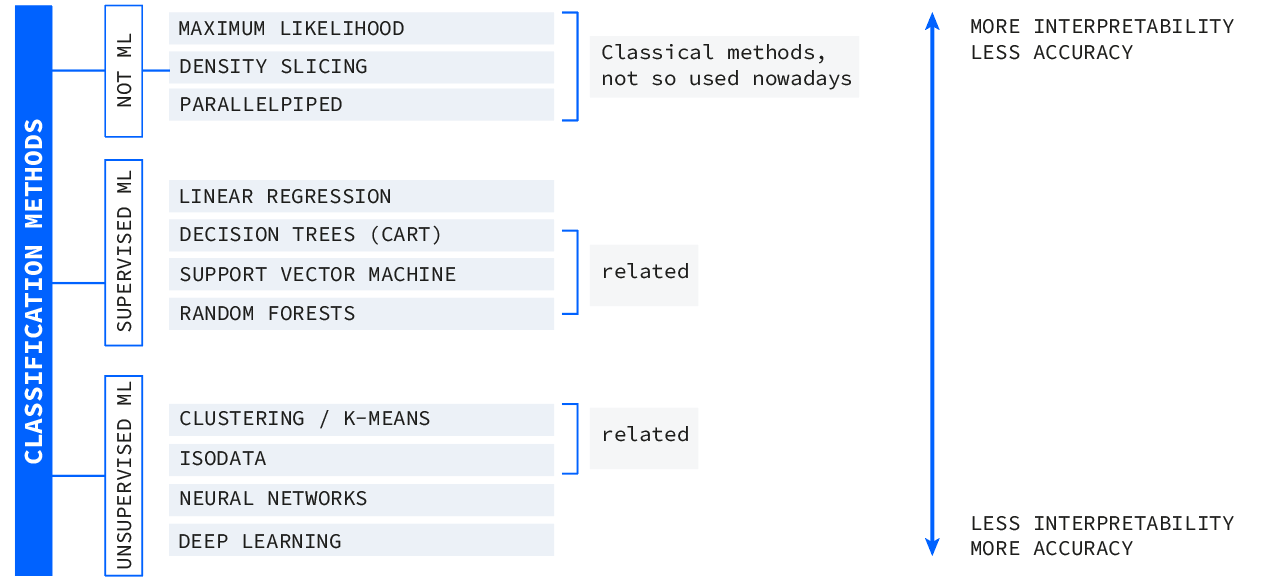 CLASSIFICATION METHODS
NOT ML
MAXIMUM LIKELIHOOD
DENSITY SLICING
PARALLELPIPED
Classical methods,
not so used nowadays
MORE INTERPRETABILITY
LESS ACCURACY
SUPERVISED ML
LINEAR REGRESSION
DECISION TREES (CART)
SUPPORT VECTOR MACHINE
RANDOM FORESTS
related
UNSUPERVISED ML
CLUSTERING / K-MEANS
ISODATA
NEURAL NETWORKS
DEEP LEARNING
related
LESS INTERPRETABILITY
MORE ACCURACY